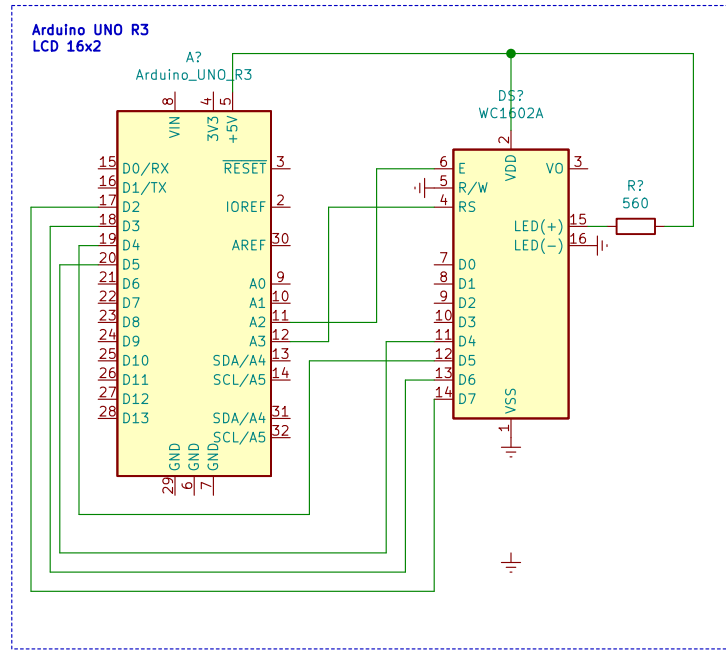 Arduino UNO R3
LCD 16x2
A?
Arduino_UNO_R3
8 VIN
4 3V3
5 +5V
15 D0/RX
16 D1/TX
17 D2
18 D3
19 D4
20 D5
21 D6
22 D7
23 D8
24 D9
25 D10
26 D11
27 D12
28 D13
RESET 3
IOREF 2
AREF 30
A0 9
A1 10
A2 11
A3 12
SDA/A4 13
SCL/A5 14
SDA/A4 31
SCL/A5 32
GND 29
GND 6
GND 7
DS?
WC1602A
2 VDD
6 E
5 R/W
4 RS
7 D0
8 D1
9 D2
10 D3
11 D4
12 D5
13 D6
14 D7
VO 3
LED(+) 15
LED(-) 16
VSS 1
R?
560